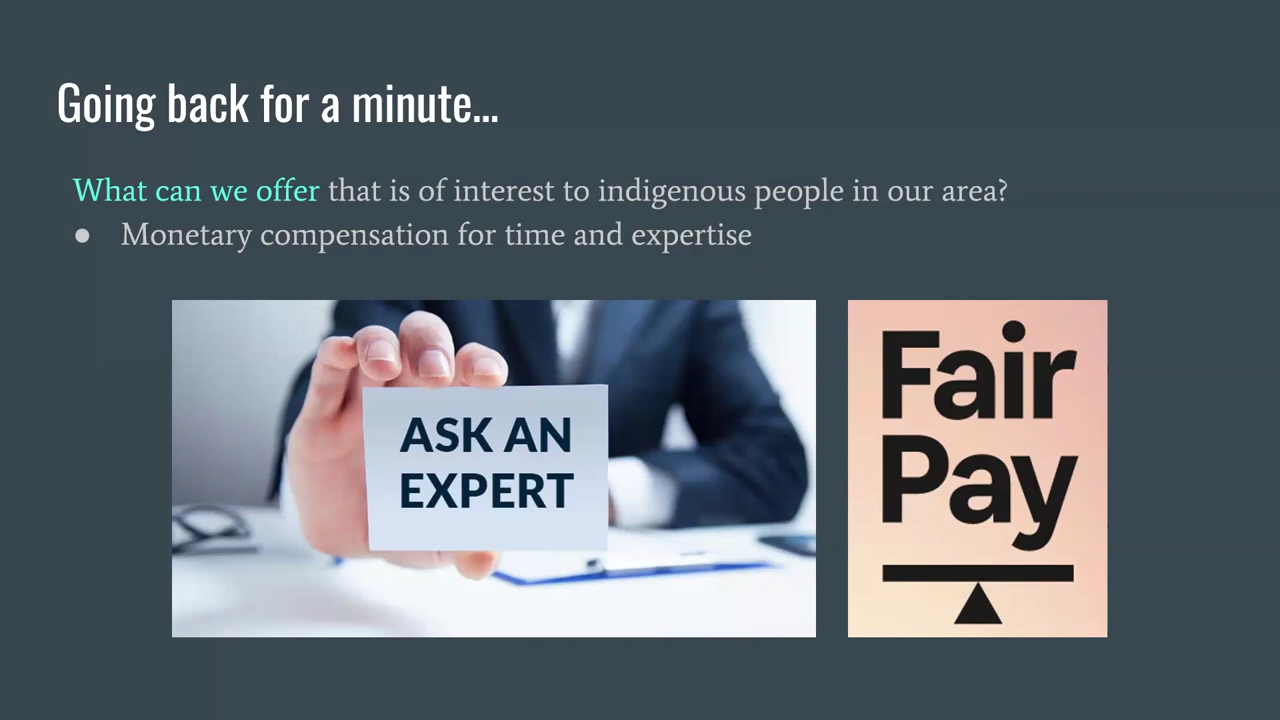 Going back for a minute...
What can we offer that is of interest to indigenous people in our area?
● Monetary compensation for time and expertise
ASK AN
EXPERT
Fair
Pay